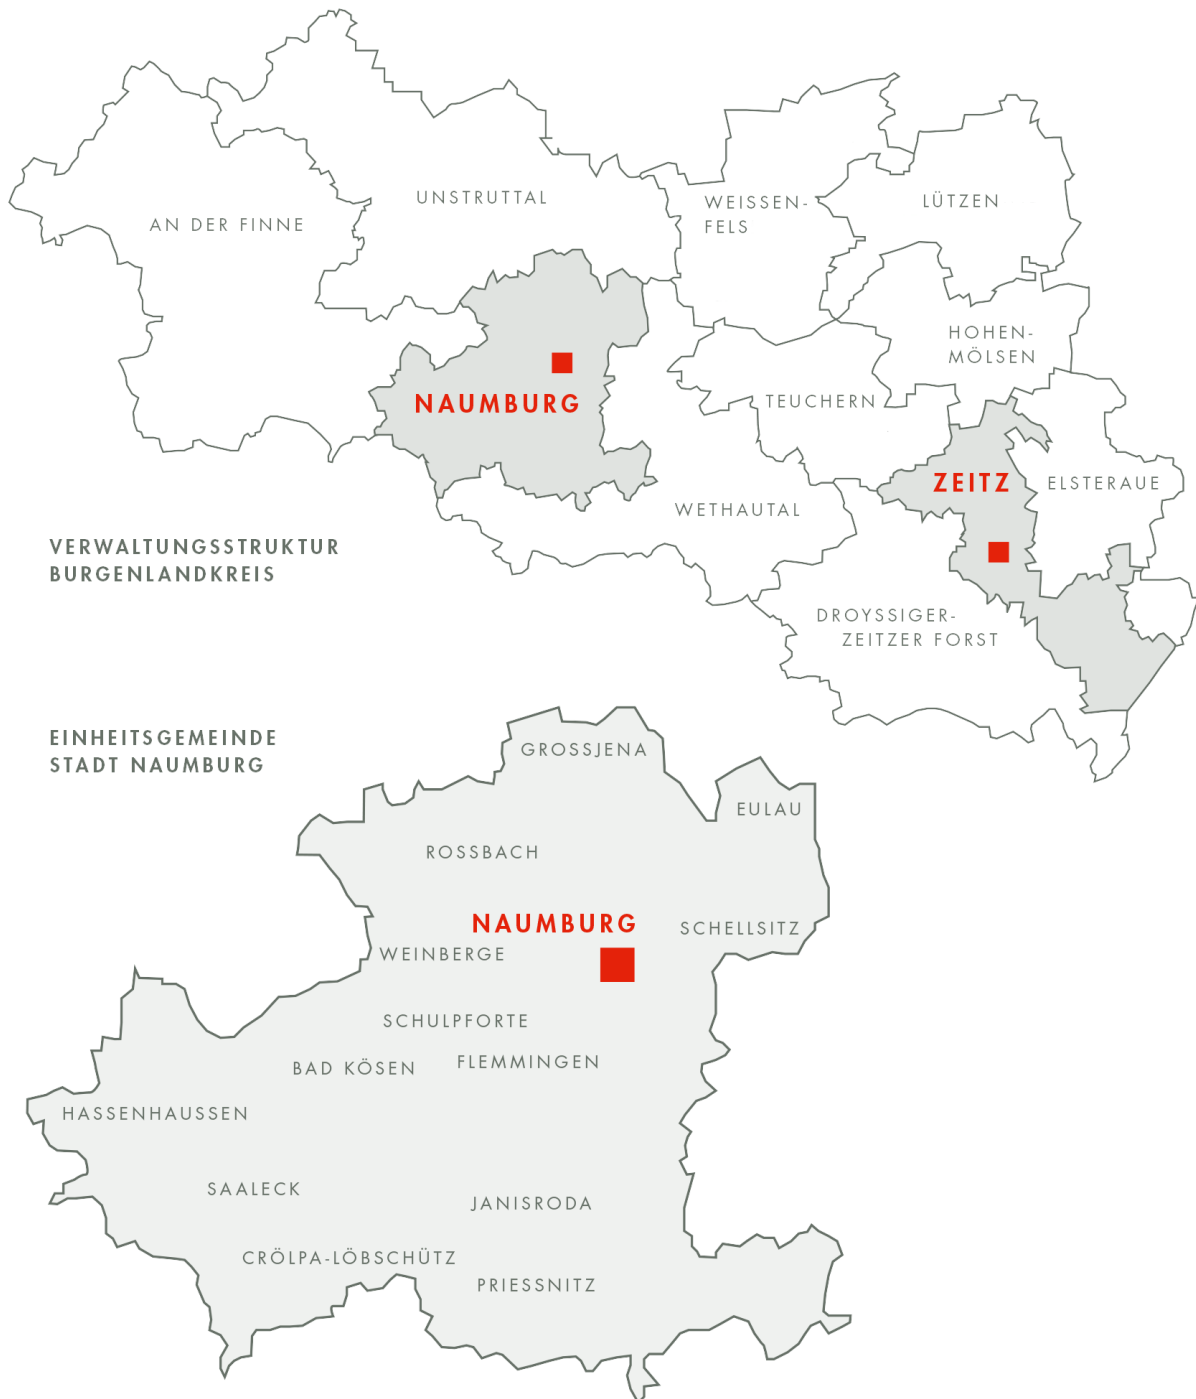 UNSTRUTTAL
AN DER FINNE
WEISSEN-
FELS
LÜTZEN
HOHEN-
MÖLSEN
NAUMBURG
TEUCHERN
ZEITZ
ELSTERAUE
WETHAUTAL
VERWALTUNGSSTRUKTUR
BURGENLANDKREIS
DROYSSIGER-
ZEITZER FORST
EINHEITSGEMEINDE
STADT NAUMBURG
GROSSJENA
EULAU
ROSSBACH
NAUMBURG
SCHELLSITZ
WEINBERGE
SCHULPFORTE
FLEMMINGEN
BAD KÖSEN
HASSENHAUSSEN
SAALECK
JANISRODA
CRÖLPA-LÖBSCHÜTZ
PRIESSNITZ